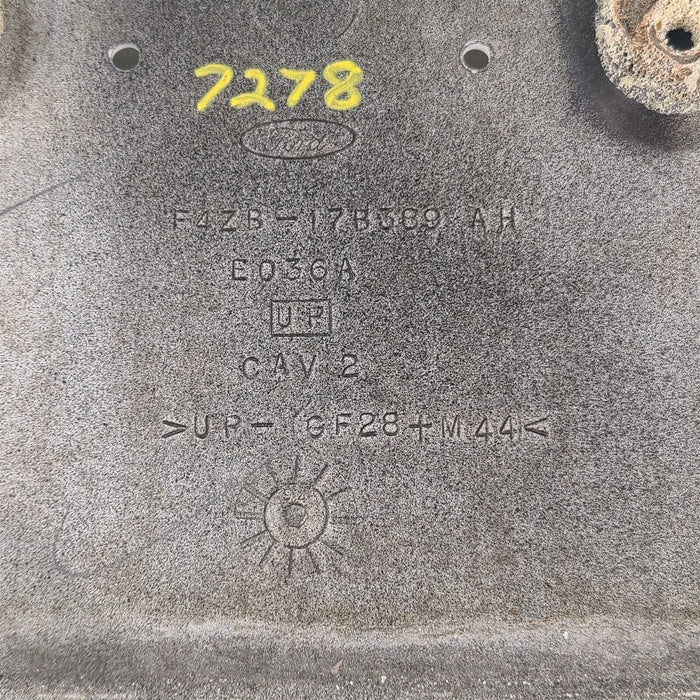 7278
Ford
F4ZB-17B389 AH
E036A
UP
CAV 2
>UP-GF28+M44<